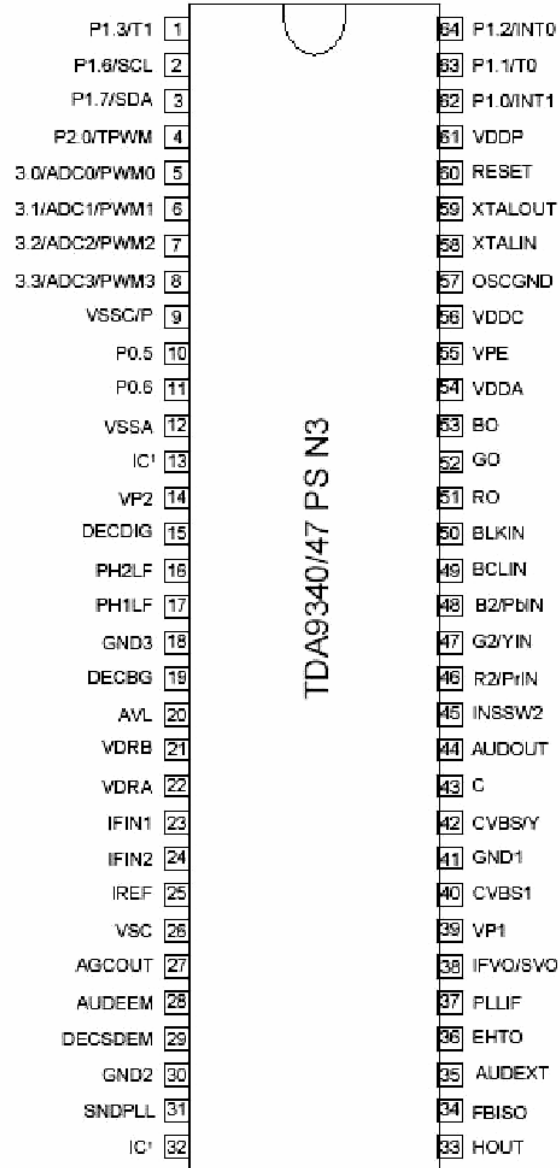 P1.3/T1 1 64 P1.2/INT0
P1.6/SCL 2 63 P1.1/T0
P1.7/SDA 3 62 P1.0/INT1
P2.0/TPWM 4 61 VDDP
3.0/ADC0/PWM0 5 60 RESET
3.1/ADC1/PWM1 6 59 XTALOUT
3.2/ADC2/PWM2 7 58 XTALIN
3.3/ADC3/PWM3 8 57 OSCGND
VSSC/P 9 56 VDDC
P0.5 10 55 VPE
P0.6 11 54 VDDA
VSSA 12 53 BO
IC¹ 13 52 GO
VP2 14 51 RO
DECDIG 15 50 BLKIN
PH2LF 16 49 BCLIN
PH1LF 17 48 B2/PbIN
GND3 18 47 G2/YIN
DECBG 19 46 R2/PrIN
AVL 20 45 INSSW2
VDRB 21 44 AUDOUT
VDRA 22 43 C
IFIN1 23 42 CVBS/Y
IFIN2 24 41 GND1
IREF 25 40 CVBS1
VSC 26 39 VP1
AGCOUT 27 38 IFVO/SVO
AUDEEM 28 37 PLLIF
DECSDEM 29 36 EHTO
GND2 30 35 AUDEXT
SNDPLL 31 34 FBISO
IC¹ 32 33 HOUT
TDA9340/47 PS N3